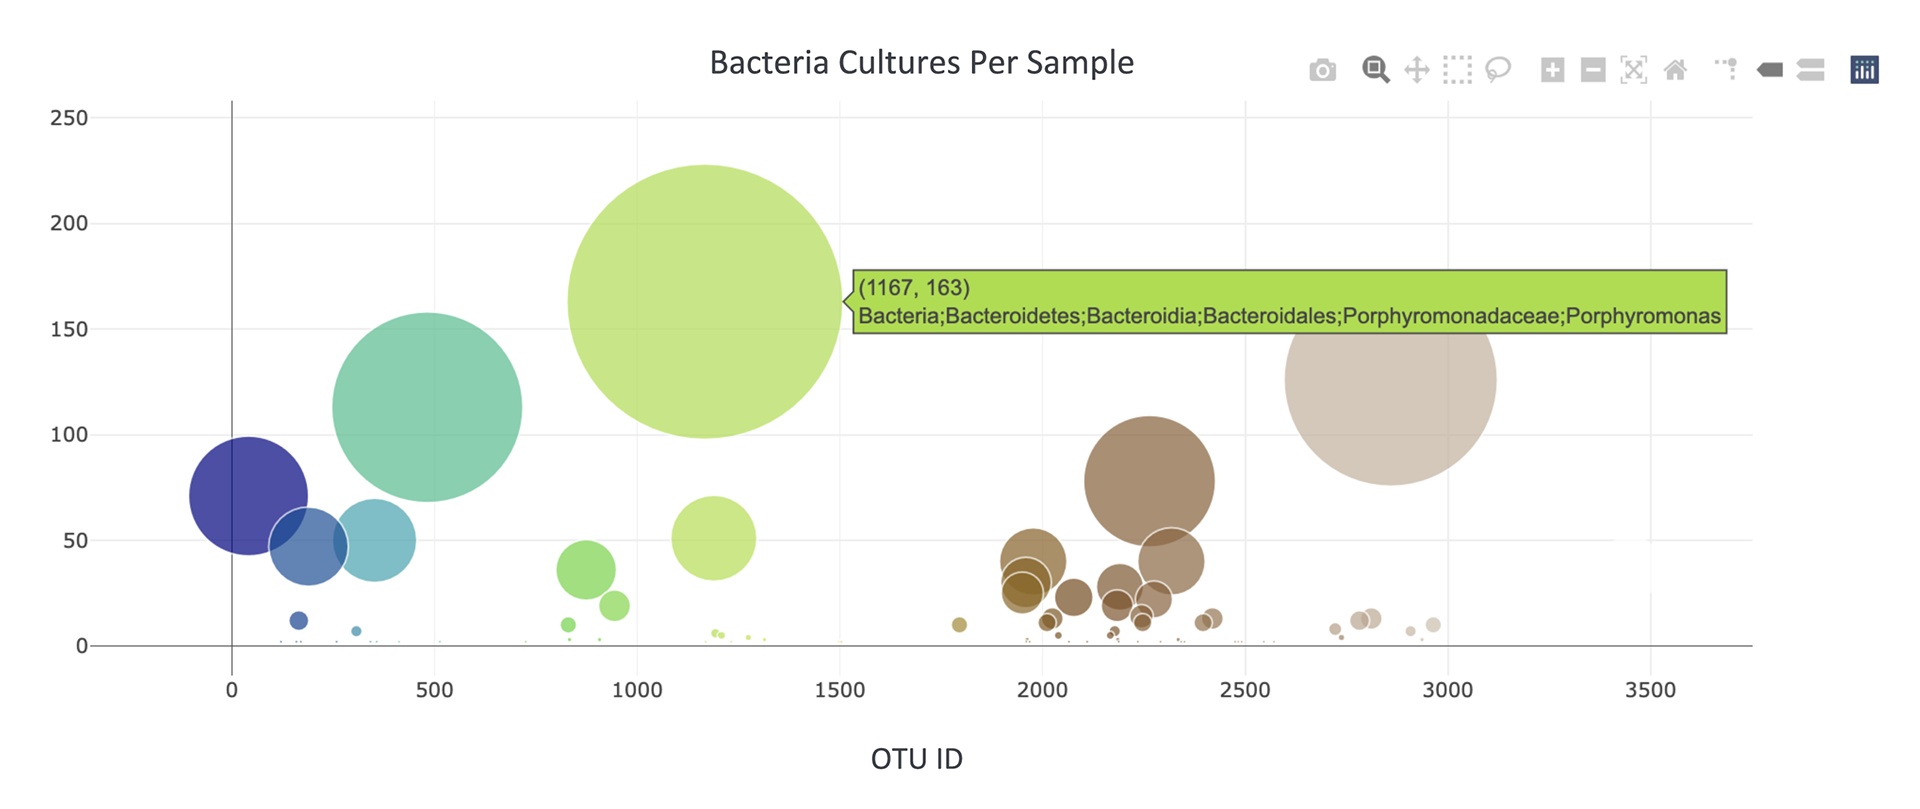 Bacteria Cultures Per Sample
250
200
(1167, 163)
Bacteria;Bacteroidetes;Bacteroidia;Bacteroidales;Porphyromonadaceae;Porphyromonas
150
100
50
0
0 500 1000 1500 2000 2500 3000 3500
OTU ID